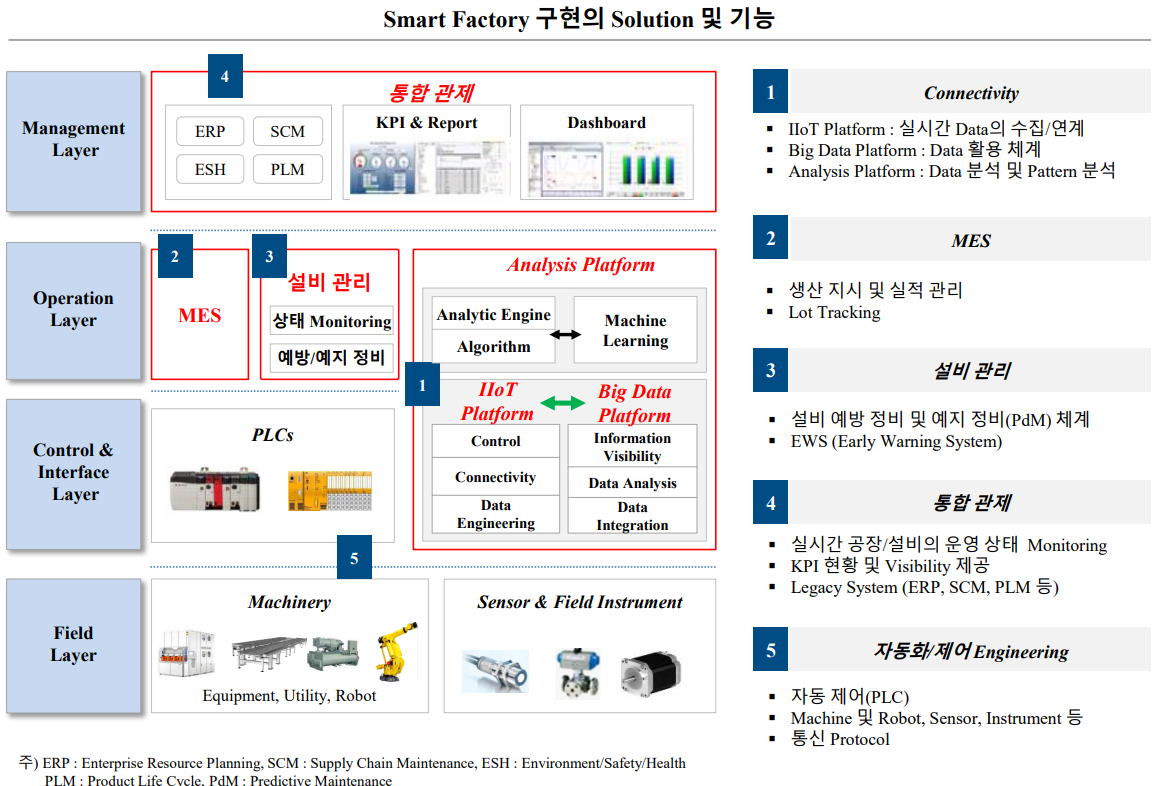 Smart Factory 구현의 Solution 및 기능
Management
Layer
4
통합 관제
ERP
SCM
ESH
PLM
KPI & Report
Dashboard
Operation
Layer
2
MES
3
설비 관리
상태 Monitoring
예방/예지 정비
Analysis Platform
Analytic Engine
Algorithm
Machine
Learning
1
IIoT
Platform
Big Data
Platform
Control
Connectivity
Data
Engineering
Information
Visibility
Data Analysis
Data
Integration
Control &
Interface
Layer
PLCs
5
Field
Layer
Machinery
Equipment, Utility, Robot
Sensor & Field Instrument
1 Connectivity
▪ IIoT Platform : 실시간 Data의 수집/연계
▪ Big Data Platform : Data 활용 체계
▪ Analysis Platform : Data 분석 및 Pattern 분석
2 MES
▪ 생산 지시 및 실적 관리
▪ Lot Tracking
3 설비 관리
▪ 설비 예방 정비 및 예지 정비(PdM) 체계
▪ EWS (Early Warning System)
4 통합 관제
▪ 실시간 공장/설비의 운영 상태 Monitoring
▪ KPI 현황 및 Visibility 제공
▪ Legacy System (ERP, SCM, PLM 등)
5 자동화/제어 Engineering
▪ 자동 제어(PLC)
▪ Machine 및 Robot, Sensor, Instrument 등
▪ 통신 Protocol
주) ERP : Enterprise Resource Planning, SCM : Supply Chain Maintenance, ESH : Environment/Safety/Health
PLM : Product Life Cycle, PdM : Predictive Maintenance